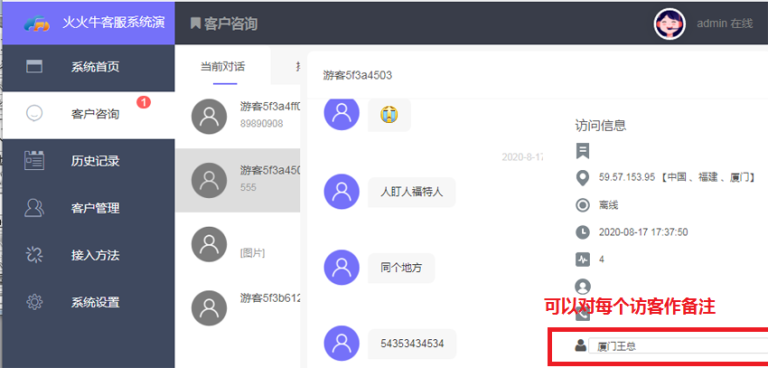 火火牛客服系统演
客户咨询
admin 在线
系统首页
客户咨询
1
历史记录
客户管理
接入方法
系统设置
当前对话
游客5f3a4ff0
89890908
游客5f3a450
555
[图片]
游客5f3b612
游客5f3a4503
2020-8-17
人盯人福特人
同个地方
54353434534
访问信息
59.57.153.95 【中国、福建、厦门】
离线
2020-08-17 17:37:50
4
可以对每个访客作备注
厦门王总